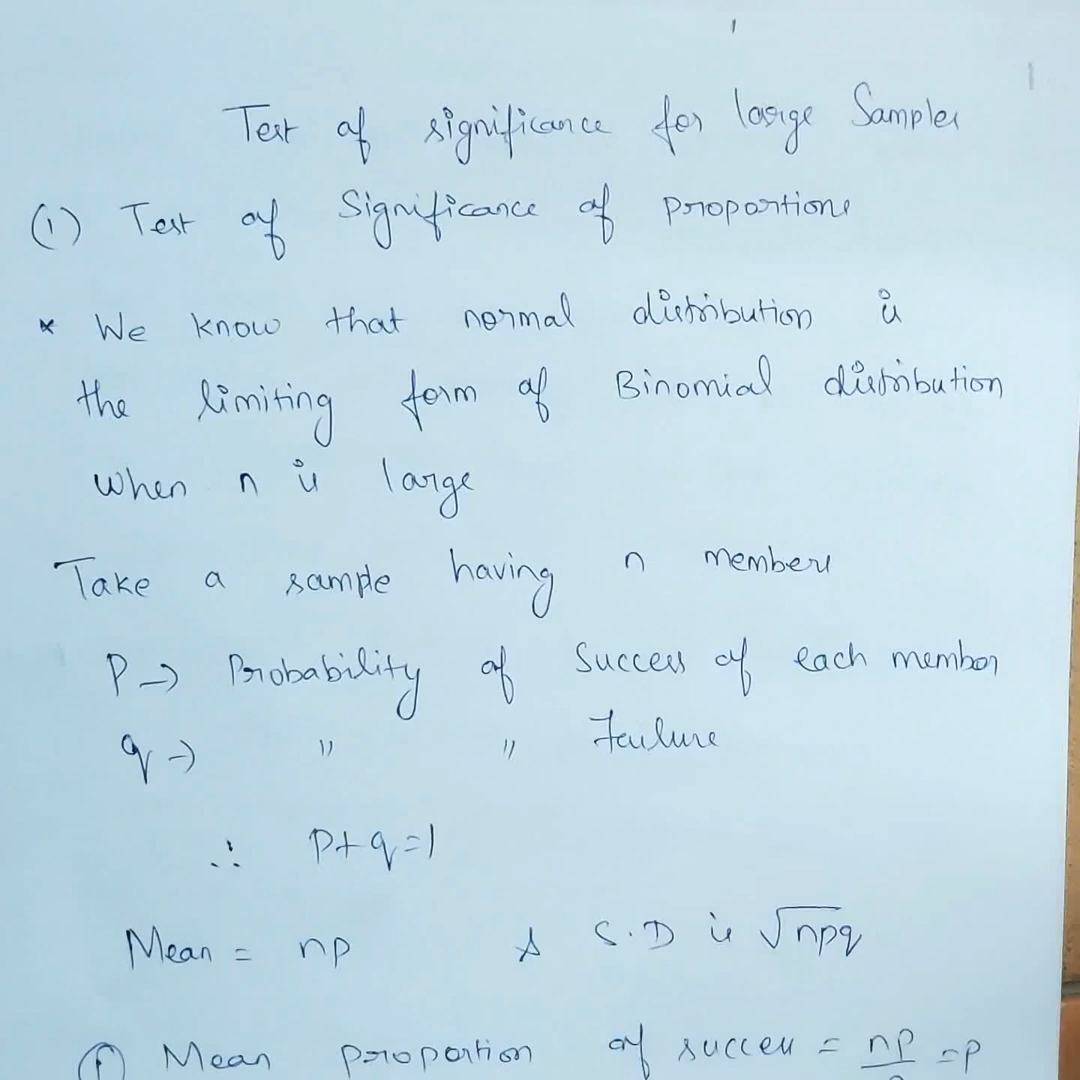 Test of significance for large Samples
(1) Test of Significance of proportions
* We know that normal distribution is
the limiting form of Binomial distribution
when n is large
Take a sample having n members
P → Probability of Success of each member
q → " " Failure
∴ P+q=1
Mean = np & S.D is √npq
Mean proportion of success = np/n = P